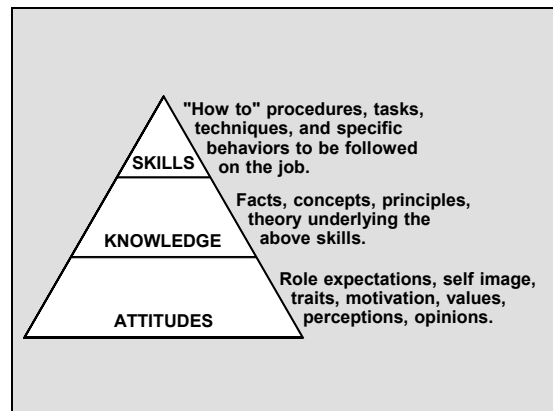 "How to" procedures, tasks,
techniques, and specific
behaviors to be followed
on the job.
SKILLS
Facts, concepts, principles,
theory underlying the
above skills.
KNOWLEDGE
Role expectations, self image,
traits, motivation, values,
perceptions, opinions.
ATTITUDES